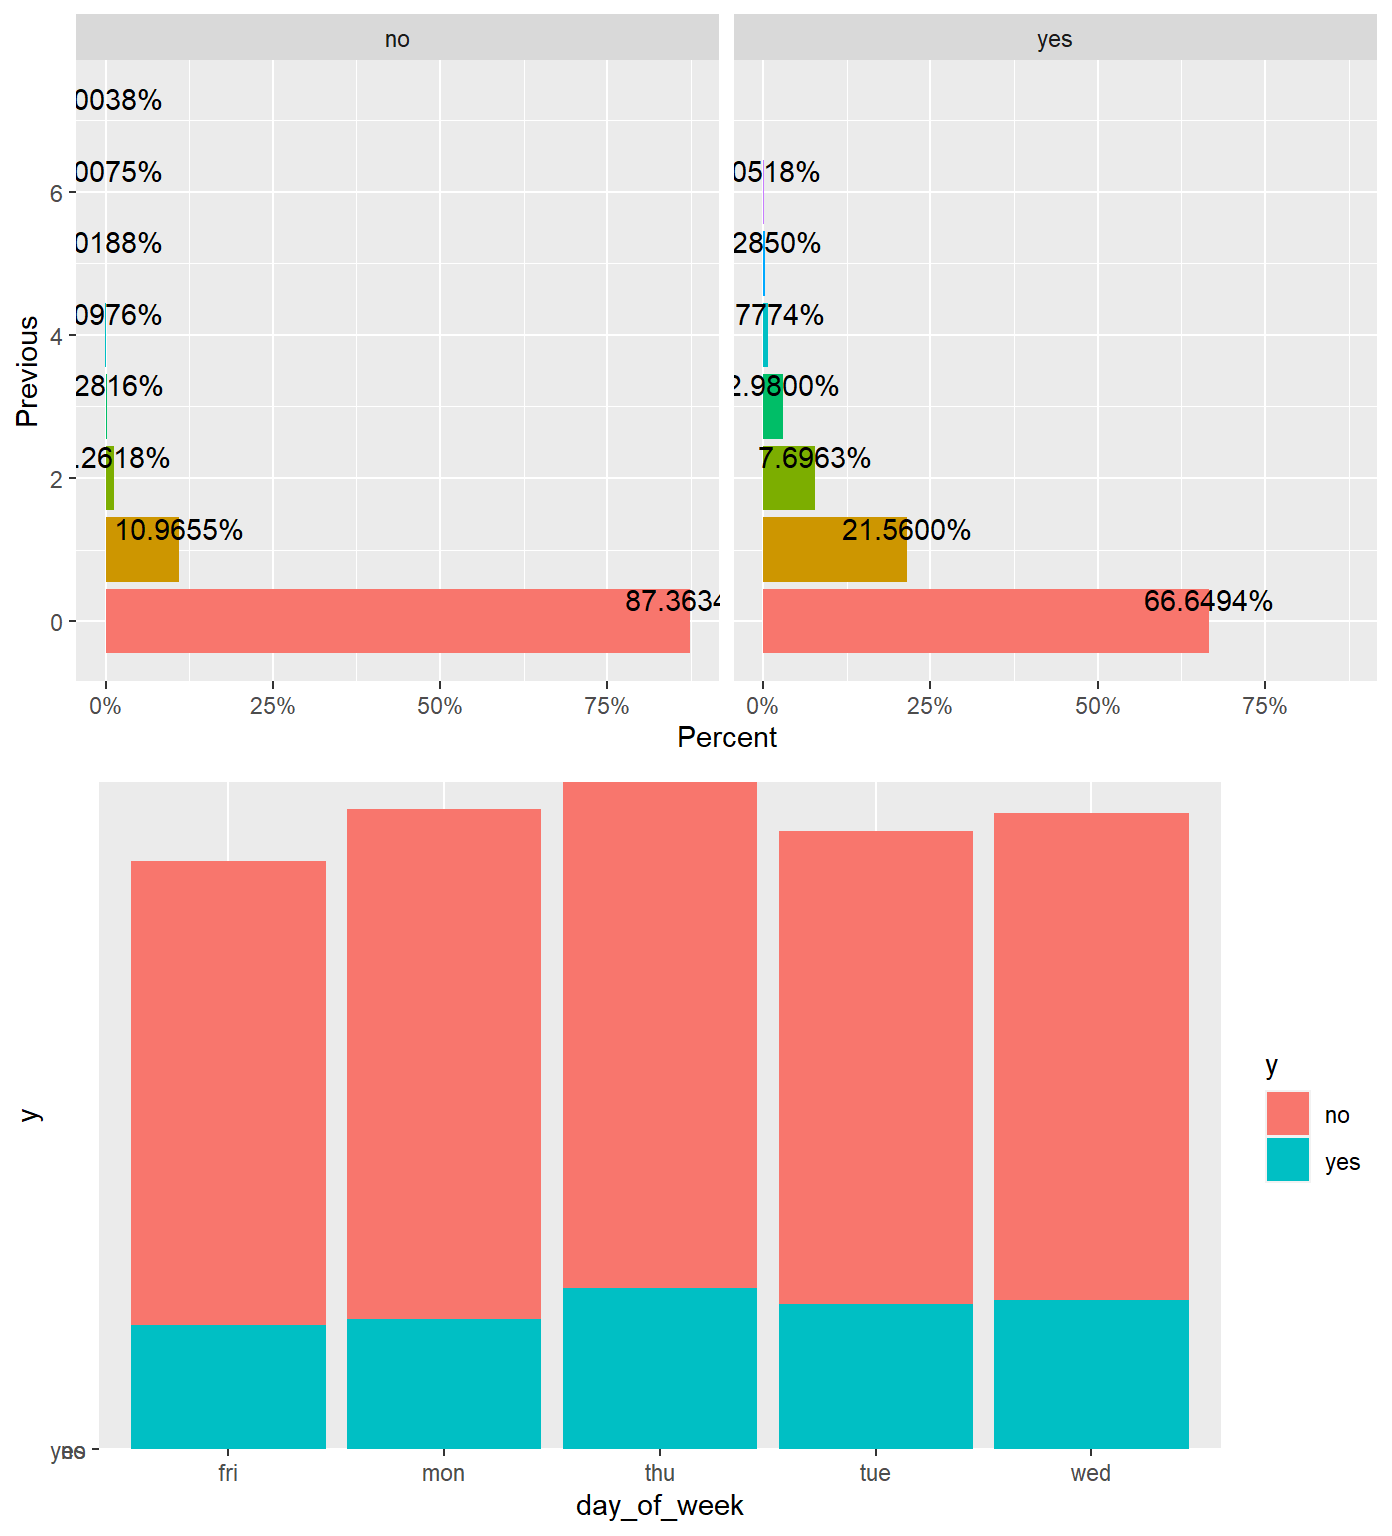 no yes
0038%
0075% 0518%
6
0188% 2850%
0976% 7774%
4
2816% 2.9800%
.2618% 7.6963%
2
10.9655% 21.5600%
87.3634 66.6494%
0
Previous
0% 25% 50% 75% 0% 25% 50% 75%
Percent
y
y
no
yes
fri mon thu tue wed
day_of_week